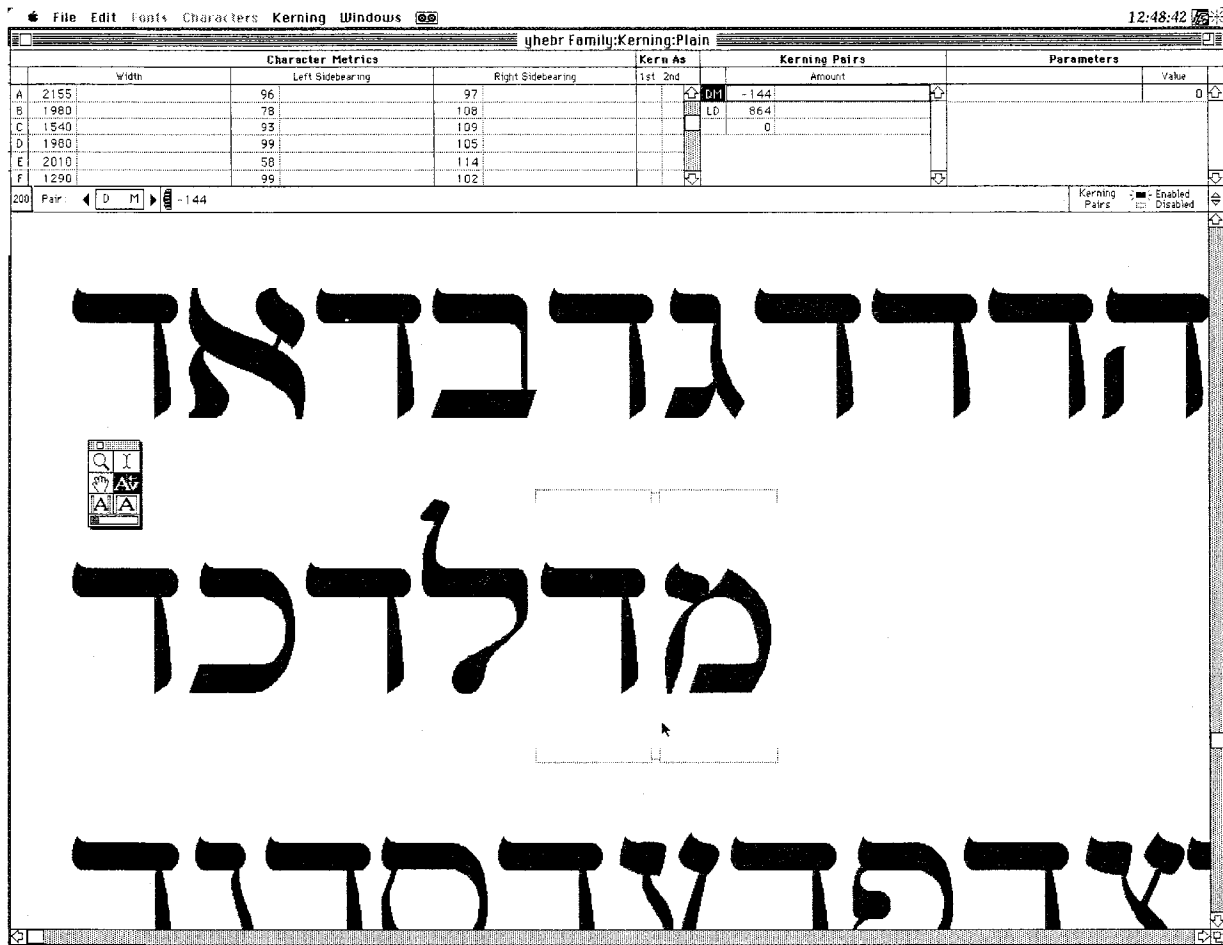 File Edit Fonts Characters Kerning Windows 12:48:42
yhebr Family:Kerning:Plain
Character Metrics Kern As Kerning Pairs Parameters
Width Left Sidebearing Right Sidebearing 1st 2nd Amount Value
A 2155 96 97 DM -144 0
B 1980 78 108 LD 864
C 1540 93 109 0
D 1980 99 105
E 2010 58 114
F 1290 99 102
200 Pair: D M -144 Kerning Pairs Enabled Disabled
הדדדגדבדאד
מדלדכד
צדפדעדסדנד